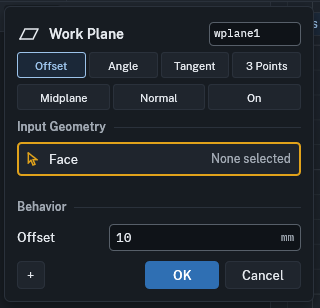 Work Plane wplane1
Offset Angle Tangent 3 Points
Midplane Normal On
Input Geometry
Face None selected
Behavior
Offset 10 mm
+ OK Cancel